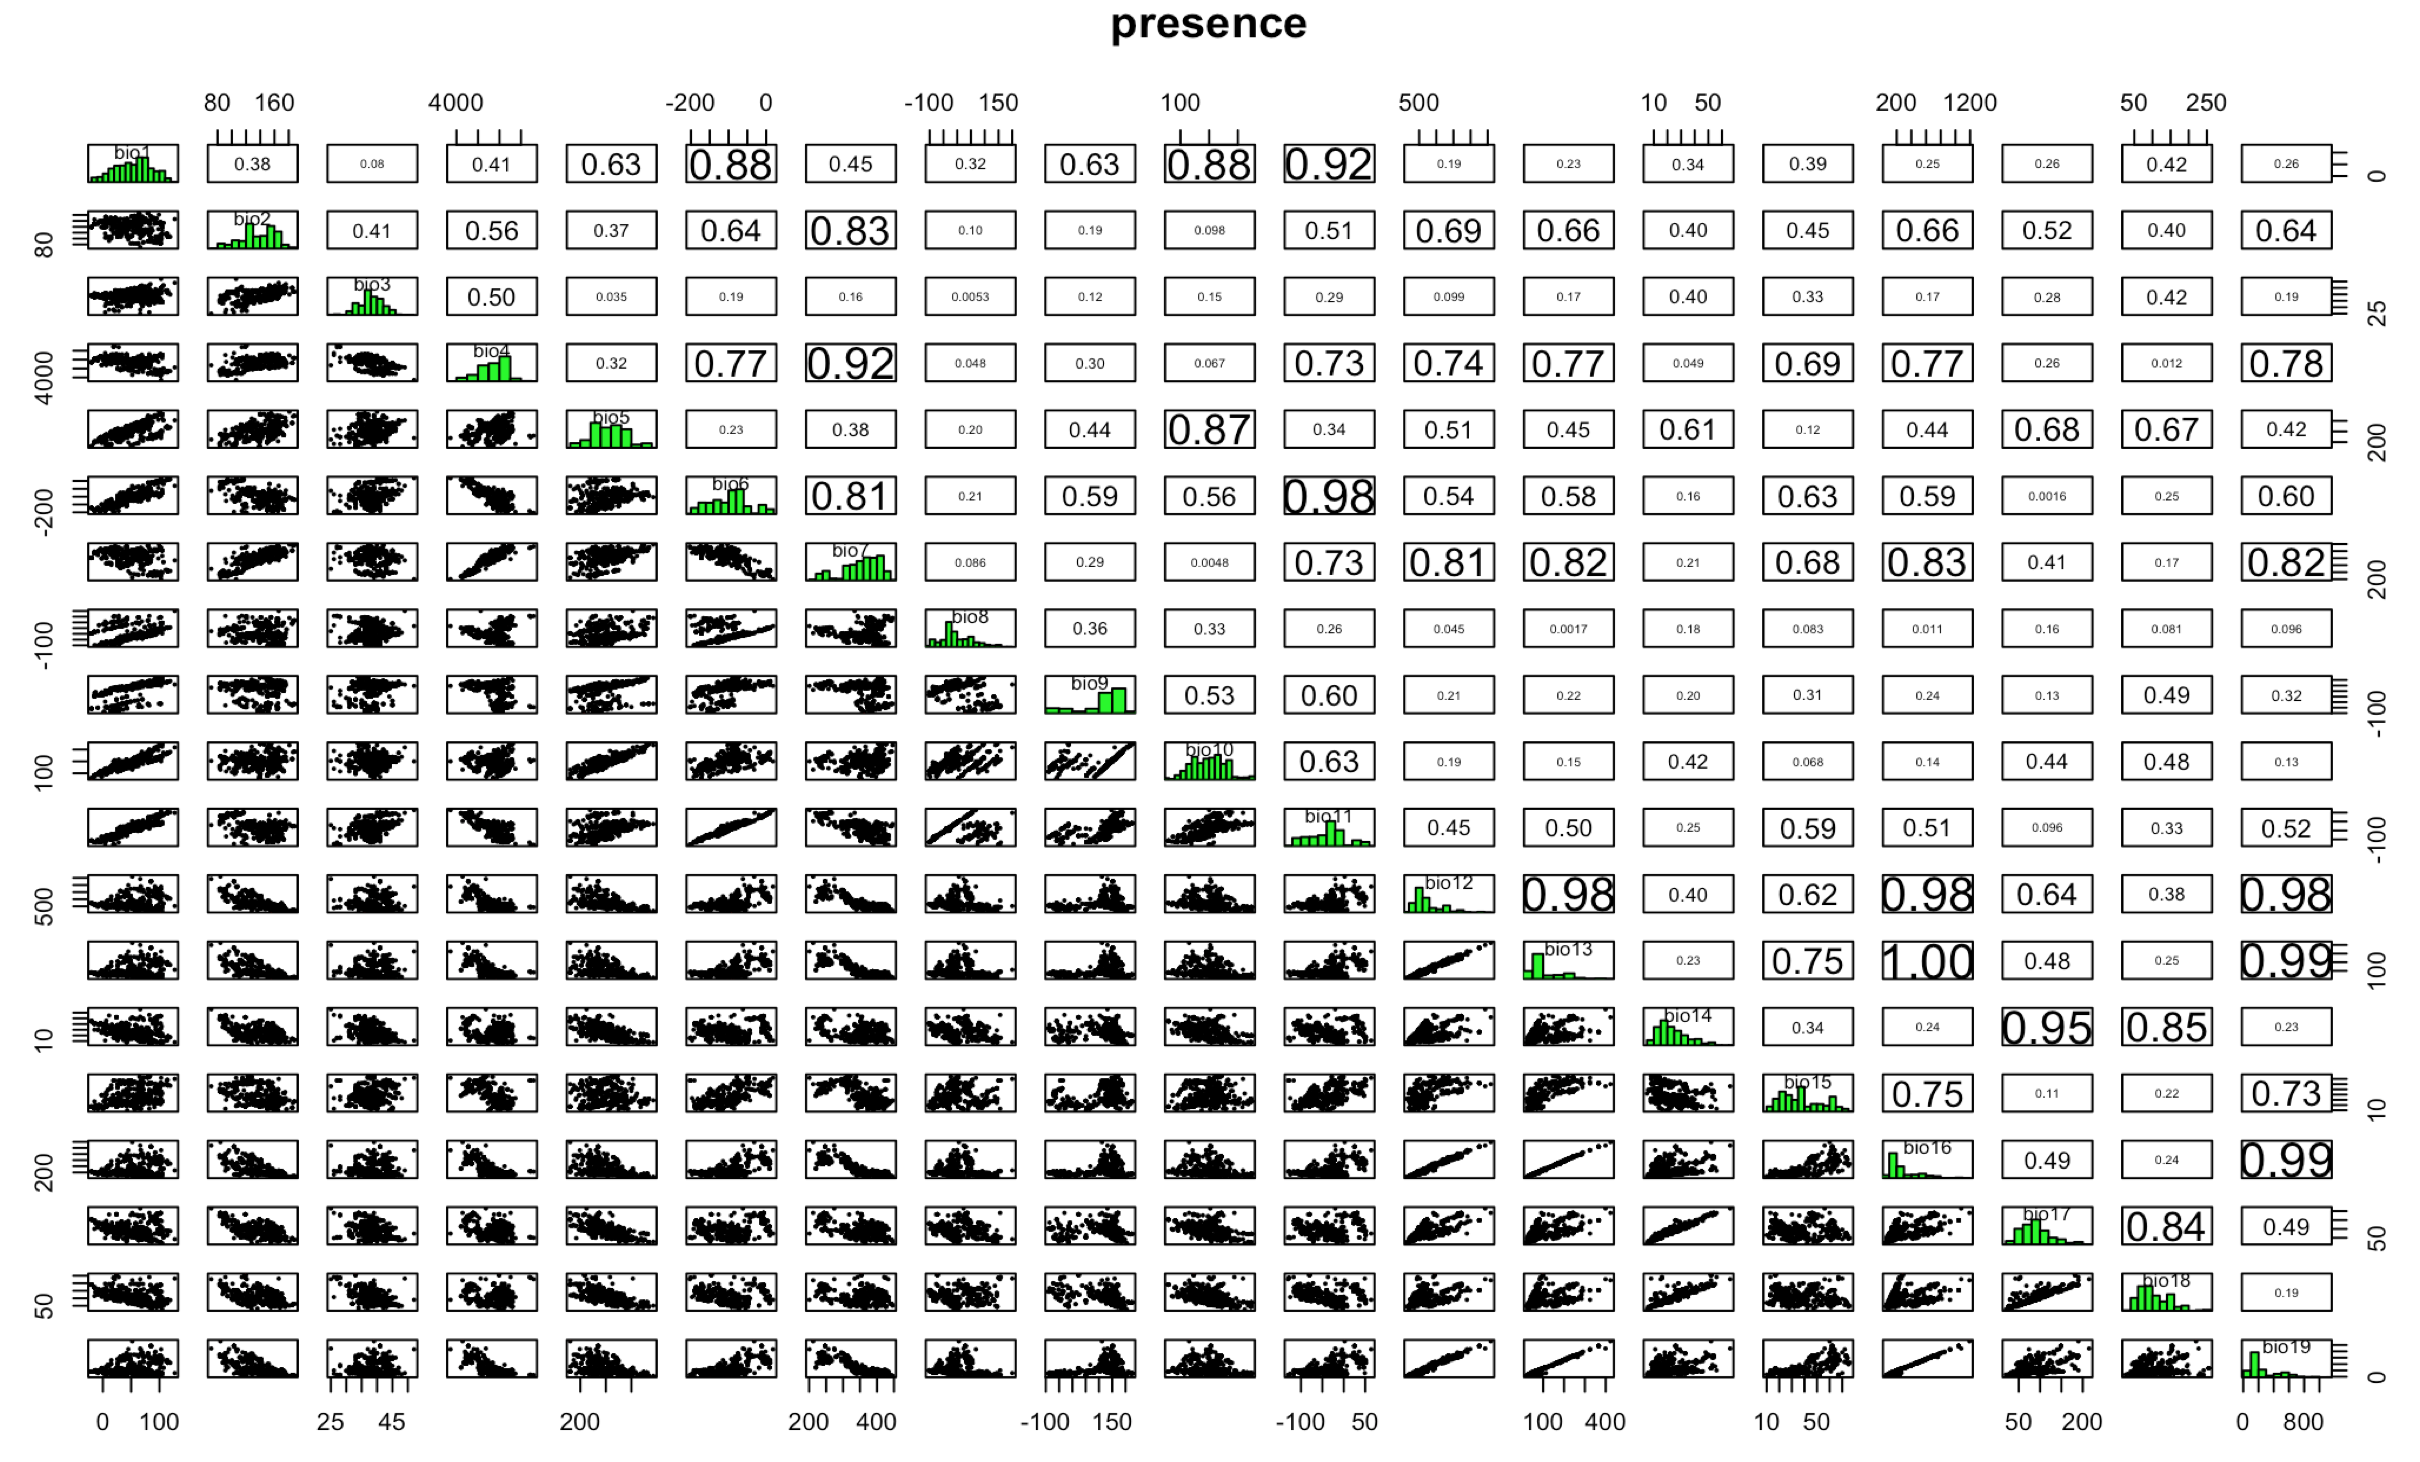 presence
80 160 4000 -200 0 -100 150 100 500 10 50 200 1200 50 250
bio1 0.38 0.08 0.41 0.63 0.88 0.45 0.32 0.63 0.88 0.92 0.19 0.23 0.34 0.39 0.25 0.26 0.42 0.26 0
80 bio2 0.41 0.56 0.37 0.64 0.83 0.10 0.19 0.098 0.51 0.69 0.66 0.40 0.45 0.66 0.52 0.40 0.64
bio3 0.50 0.035 0.19 0.16 0.0053 0.12 0.15 0.29 0.099 0.17 0.40 0.33 0.17 0.28 0.42 0.19 25
4000 bio4 0.32 0.77 0.92 0.048 0.30 0.067 0.73 0.74 0.77 0.049 0.69 0.77 0.26 0.012 0.78
bio5 0.23 0.38 0.20 0.44 0.87 0.34 0.51 0.45 0.61 0.12 0.44 0.68 0.67 0.42 200
-200 bio6 0.81 0.21 0.59 0.56 0.98 0.54 0.58 0.16 0.63 0.59 0.0016 0.25 0.60
bio7 0.086 0.29 0.0048 0.73 0.81 0.82 0.21 0.68 0.83 0.41 0.17 0.82 200
-100 bio8 0.36 0.33 0.26 0.045 0.0017 0.18 0.083 0.011 0.16 0.081 0.096
bio9 0.53 0.60 0.21 0.22 0.20 0.31 0.24 0.13 0.49 0.32 -100
100 bio10 0.63 0.19 0.15 0.42 0.068 0.14 0.44 0.48 0.13
bio11 0.45 0.50 0.25 0.59 0.51 0.096 0.33 0.52 -100
500 bio12 0.98 0.40 0.62 0.98 0.64 0.38 0.98
bio13 0.23 0.75 1.00 0.48 0.25 0.99 100
10 bio14 0.34 0.24 0.95 0.85 0.23
bio15 0.75 0.11 0.22 0.73 10
200 bio16 0.49 0.24 0.99
bio17 0.84 0.49 50
50 bio18 0.19
bio19 0
0 100 25 45 200 200 400 -100 150 -100 50 100 400 10 50 50 200 0 800